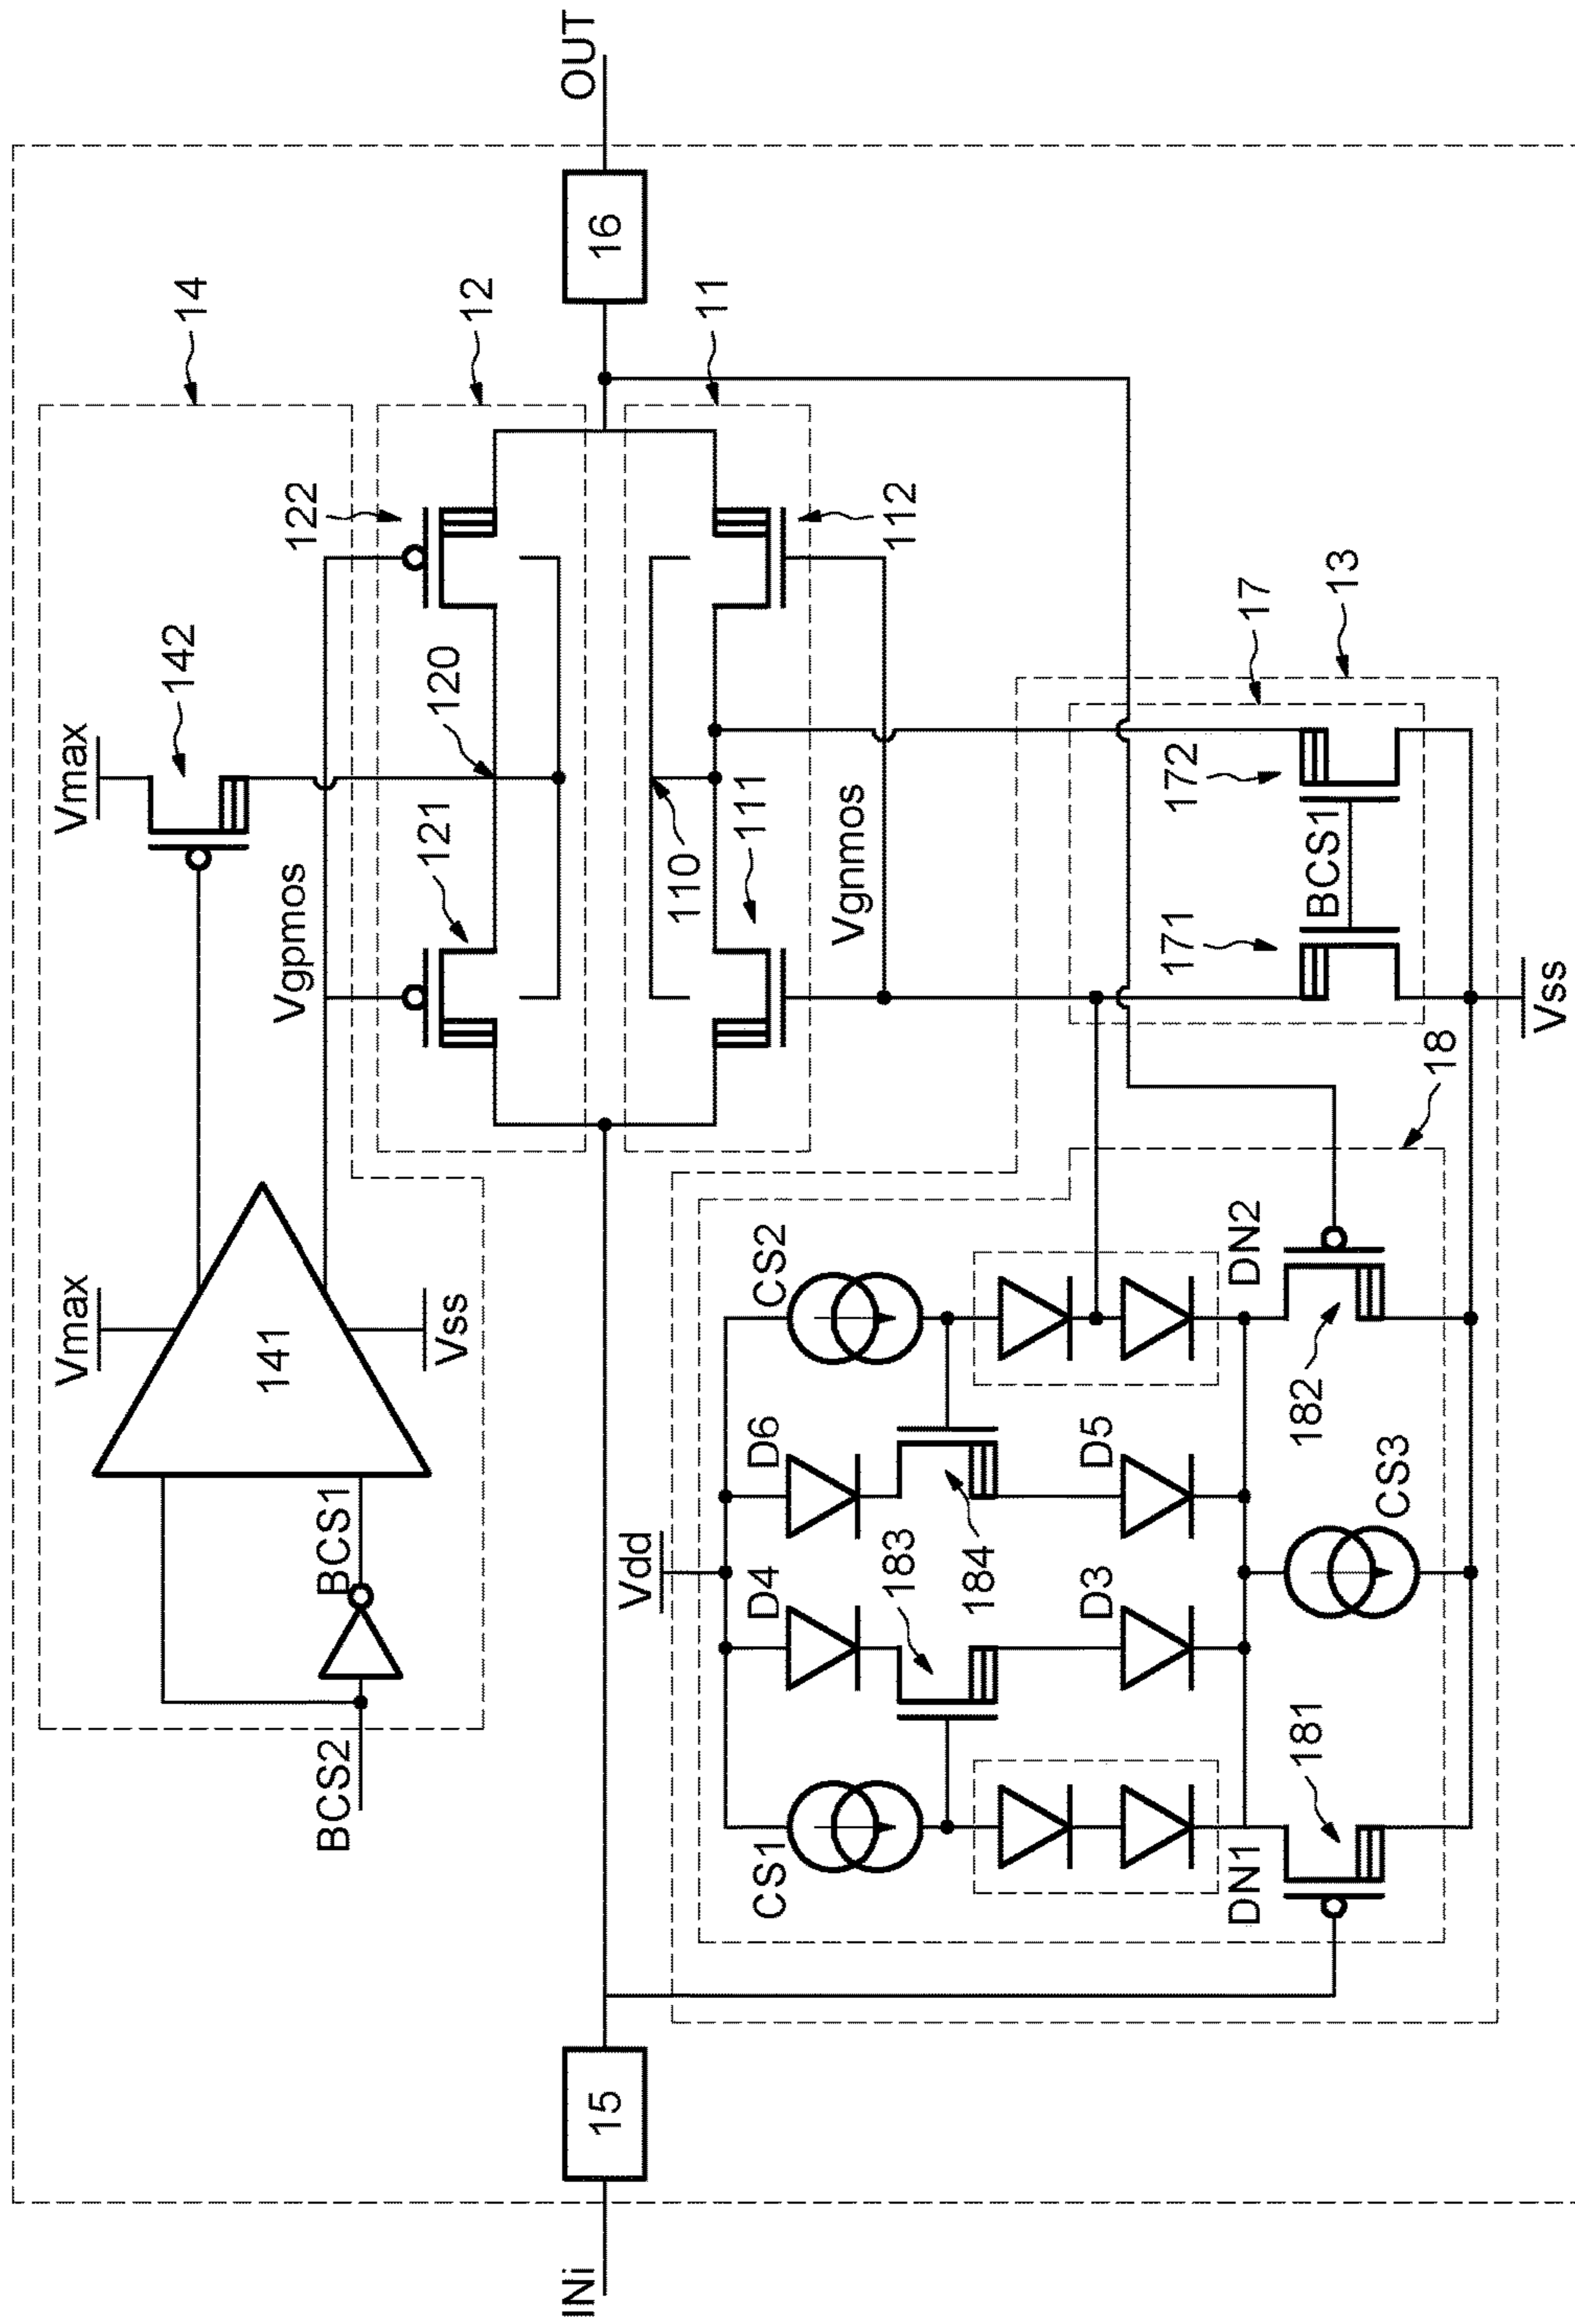 Vmax
142
14
Vmax
141
Vss
BCS2
BCS1
Vgpmos
122
12
121
120
INi
15
16
OUT
110
111
11
112
Vgnmos
Vdd
CS1
D4
D6
CS2
183
184
D3
D5
DN1
DN2
181
CS3
182
18
171
BCS1
172
17
13
Vss